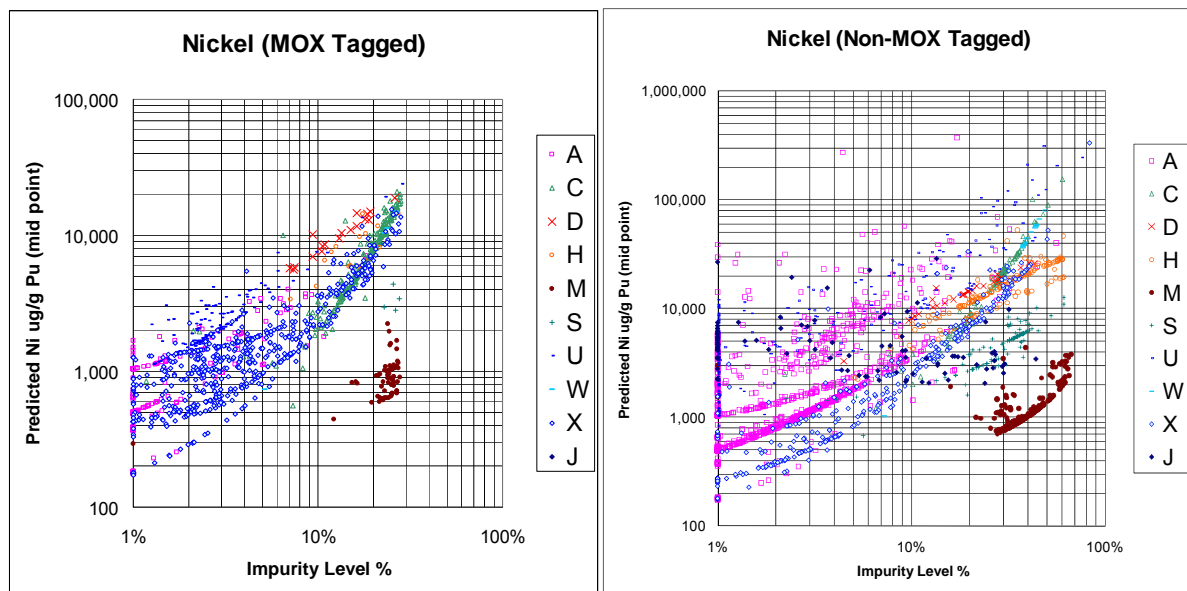 Nickel (MOX Tagged)
Predicted Ni ug/g Pu (mid point)
100,000
10,000
1,000
100
1%
10%
100%
Impurity Level %
A
C
D
H
M
S
U
W
X
J
Nickel (Non-MOX Tagged)
Predicted Ni ug/g Pu (mid point)
1,000,000
100,000
10,000
1,000
100
1%
10%
100%
Impurity Level %
A
C
D
H
M
S
U
W
X
J